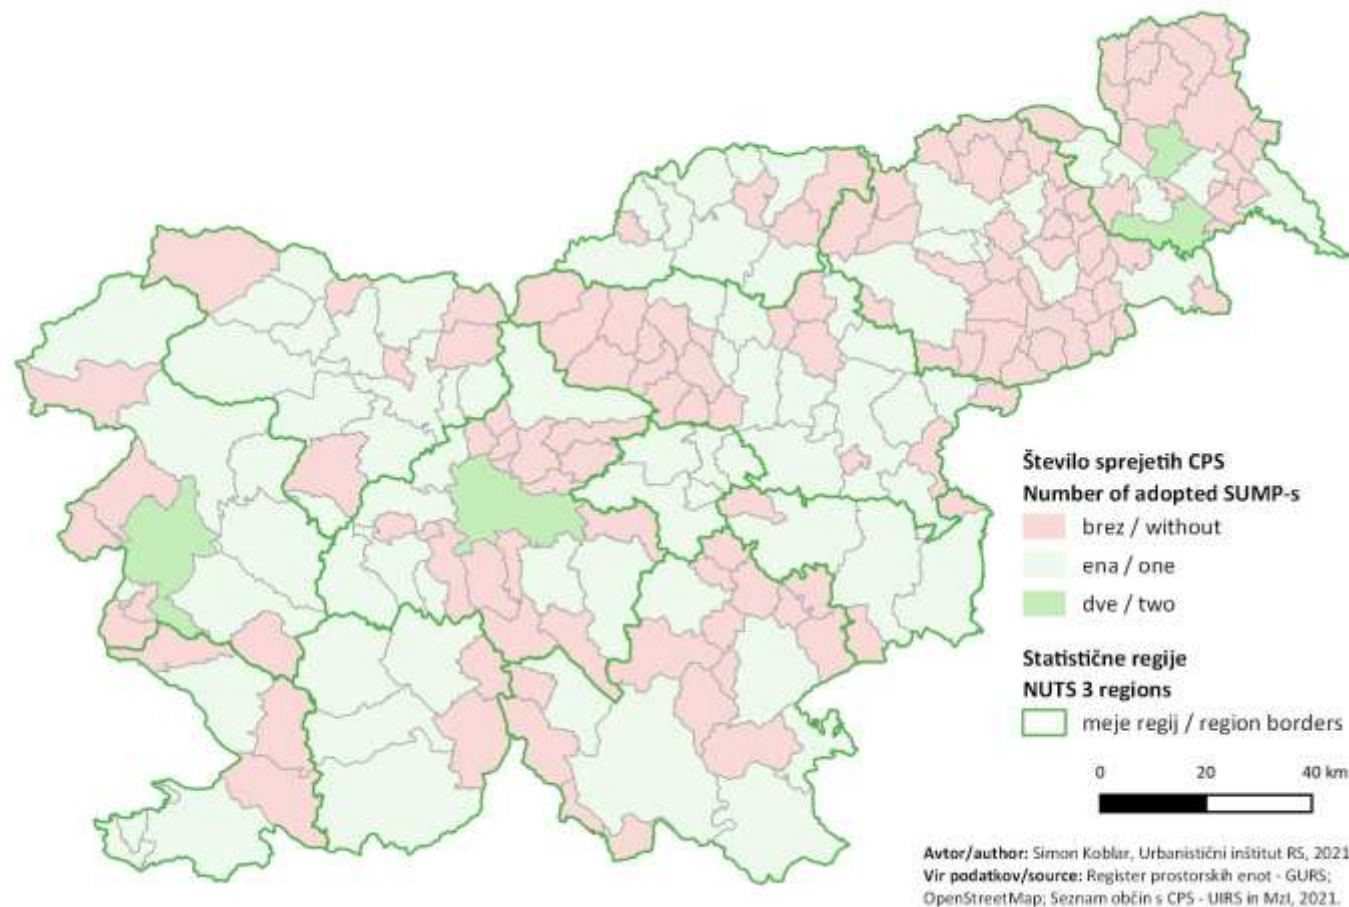 Število sprejetih CPS
Number of adopted SUMP-s
brez / without
ena / one
dve / two
Statistične regije
NUTS 3 regions
meje regij / region borders
0 20 40 km
Avtor/author: Simon Koblar, Urbanistični inštitut RS, 2021
Vir podatkov/source: Register prostorskih enot - GURS;
OpenStreetMap; Seznam občin s CPS - UIRS in MzI, 2021.